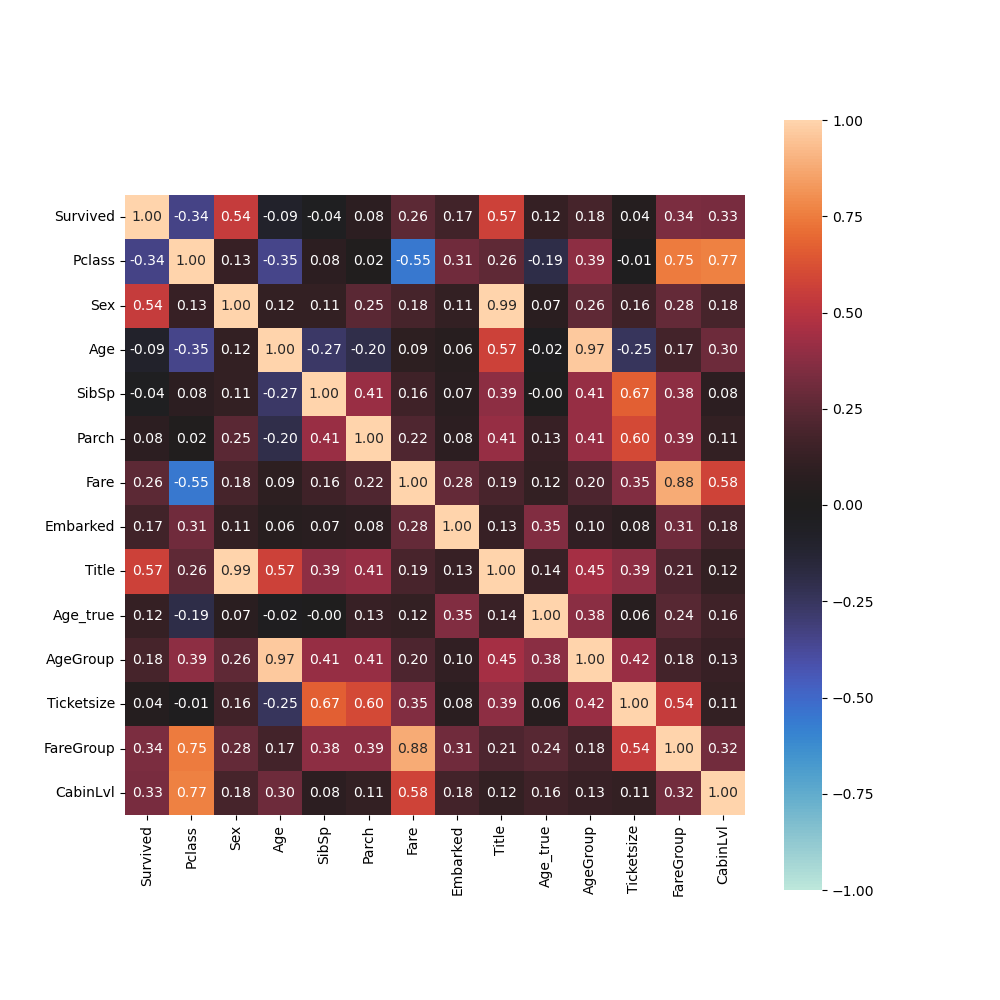 1.00
Survived 1.00 -0.34 0.54 -0.09 -0.04 0.08 0.26 0.17 0.57 0.12 0.18 0.04 0.34 0.33
Pclass -0.34 1.00 0.13 -0.35 0.08 0.02 -0.55 0.31 0.26 -0.19 0.39 -0.01 0.75 0.77
0.75
Sex 0.54 0.13 1.00 0.12 0.11 0.25 0.18 0.11 0.99 0.07 0.26 0.16 0.28 0.18
0.50
Age -0.09 -0.35 0.12 1.00 -0.27 -0.20 0.09 0.06 0.57 -0.02 0.97 -0.25 0.17 0.30
SibSp -0.04 0.08 0.11 -0.27 1.00 0.41 0.16 0.07 0.39 -0.00 0.41 0.67 0.38 0.08
0.25
Parch 0.08 0.02 0.25 -0.20 0.41 1.00 0.22 0.08 0.41 0.13 0.41 0.60 0.39 0.11
Fare 0.26 -0.55 0.18 0.09 0.16 0.22 1.00 0.28 0.19 0.12 0.20 0.35 0.88 0.58
0.00
Embarked 0.17 0.31 0.11 0.06 0.07 0.08 0.28 1.00 0.13 0.35 0.10 0.08 0.31 0.18
Title 0.57 0.26 0.99 0.57 0.39 0.41 0.19 0.13 1.00 0.14 0.45 0.39 0.21 0.12
−0.25
Age_true 0.12 -0.19 0.07 -0.02 -0.00 0.13 0.12 0.35 0.14 1.00 0.38 0.06 0.24 0.16
AgeGroup 0.18 0.39 0.26 0.97 0.41 0.41 0.20 0.10 0.45 0.38 1.00 0.42 0.18 0.13
−0.50
Ticketsize 0.04 -0.01 0.16 -0.25 0.67 0.60 0.35 0.08 0.39 0.06 0.42 1.00 0.54 0.11
FareGroup 0.34 0.75 0.28 0.17 0.38 0.39 0.88 0.31 0.21 0.24 0.18 0.54 1.00 0.32
−0.75
CabinLvl 0.33 0.77 0.18 0.30 0.08 0.11 0.58 0.18 0.12 0.16 0.13 0.11 0.32 1.00
Survived Pclass Sex Age SibSp Parch Fare Embarked Title Age_true AgeGroup Ticketsize FareGroup CabinLvl
−1.00